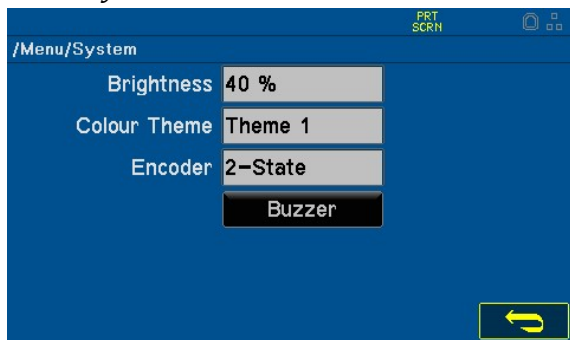 PRT
SCRN
/Menu/System
Brightness 40 %
Colour Theme Theme 1
Encoder 2-State
Buzzer